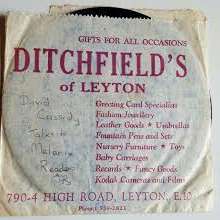 GIFTS FOR ALL OCCASIONS
DITCHFIELD'S
of LEYTON
David
Cassidy
Melanie
Greeting Card Specialists
Fashion Jewellery
Leather Goods * Umbrellas
Fountain Pens and Sets
Nursery Furniture * Toys
Baby Carriages
Records * Fancy Goods
Kodak Cameras and Films
790-4 HIGH ROAD, LEYTON, E.10